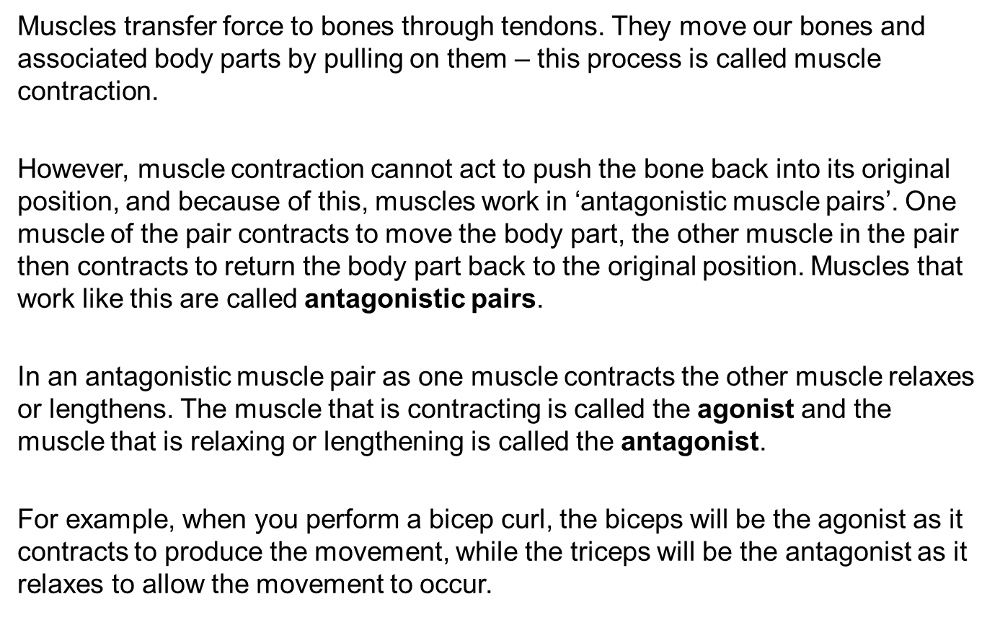 Muscles transfer force to bones through tendons. They move our bones and
associated body parts by pulling on them – this process is called muscle
contraction.
However, muscle contraction cannot act to push the bone back into its original
position, and because of this, muscles work in ‘antagonistic muscle pairs’. One
muscle of the pair contracts to move the body part, the other muscle in the pair
then contracts to return the body part back to the original position. Muscles that
work like this are called antagonistic pairs.
In an antagonistic muscle pair as one muscle contracts the other muscle relaxes
or lengthens. The muscle that is contracting is called the agonist and the
muscle that is relaxing or lengthening is called the antagonist.
For example, when you perform a bicep curl, the biceps will be the agonist as it
contracts to produce the movement, while the triceps will be the antagonist as it
relaxes to allow the movement to occur.